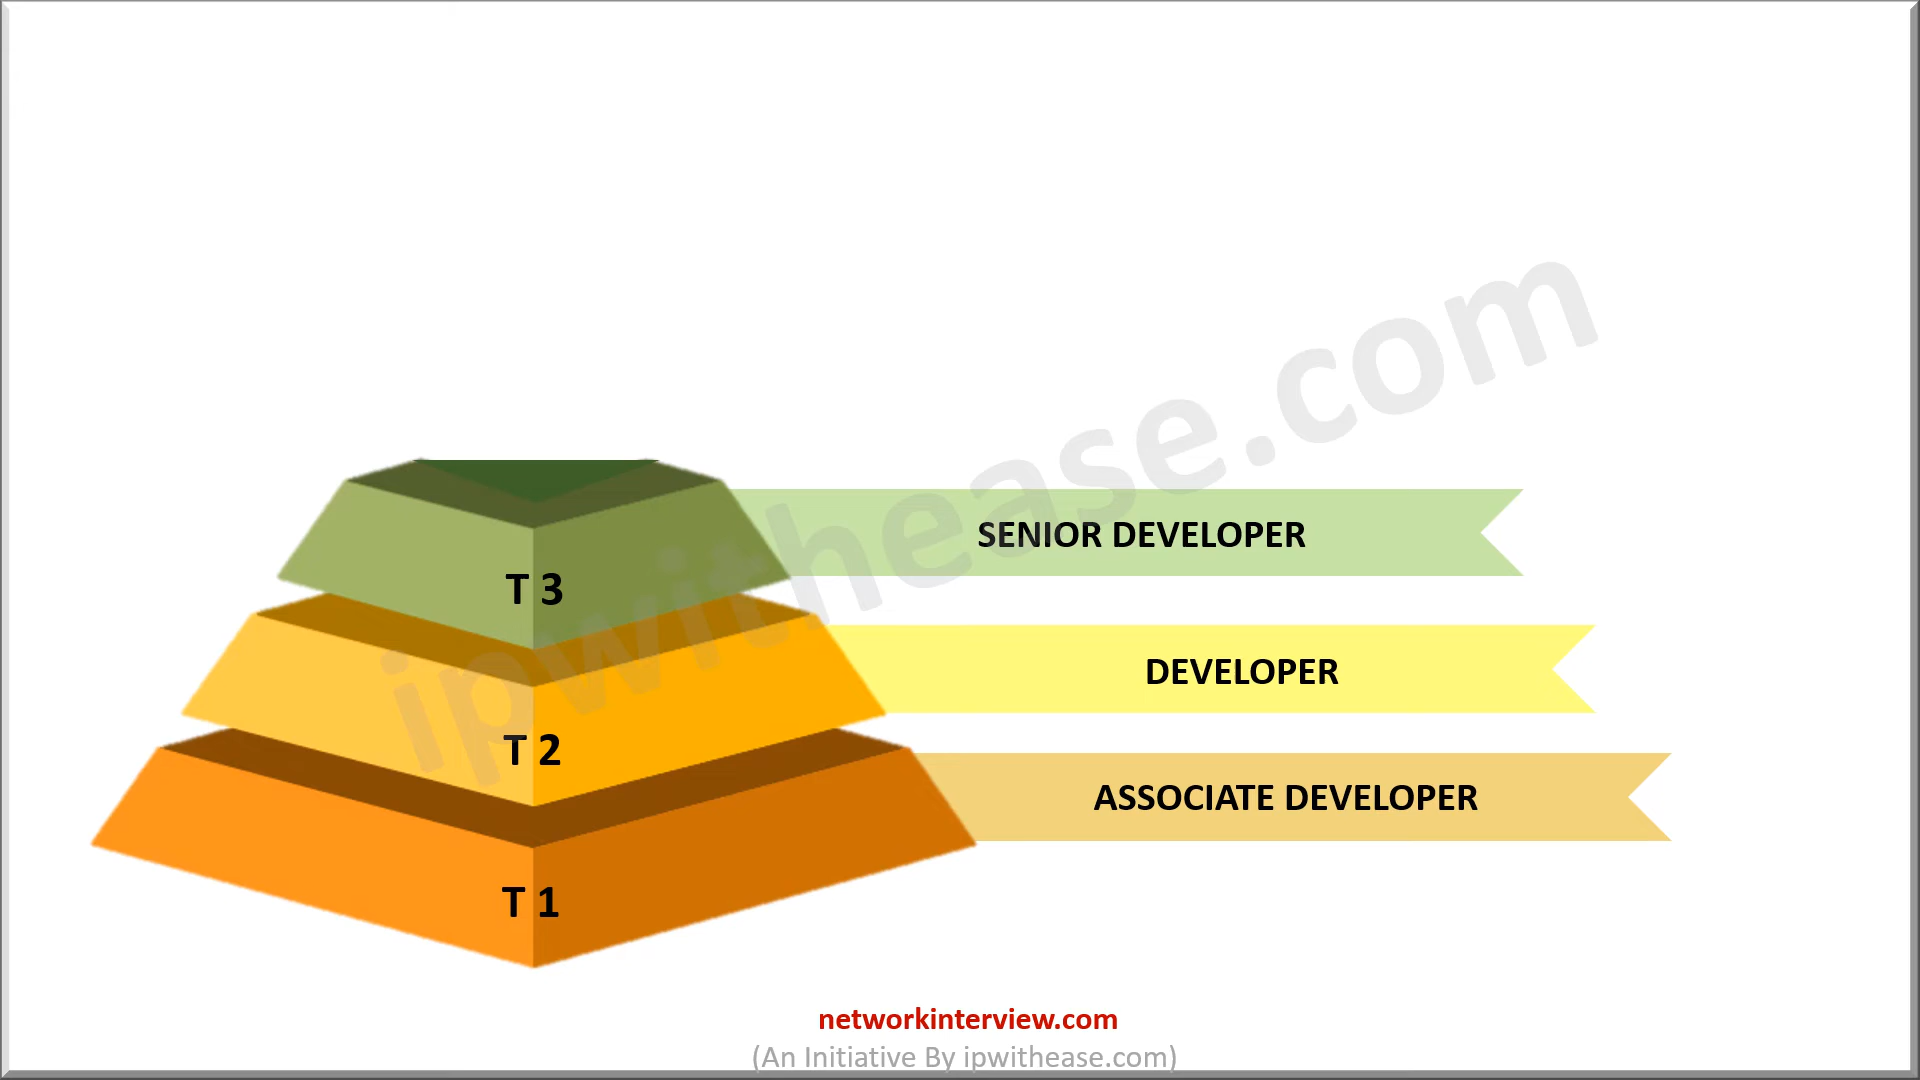 ipwithease.com
SENIOR DEVELOPER
T 3
DEVELOPER
T 2
ASSOCIATE DEVELOPER
T 1
networkinterview.com
(An Initiative By ipwithease.com)